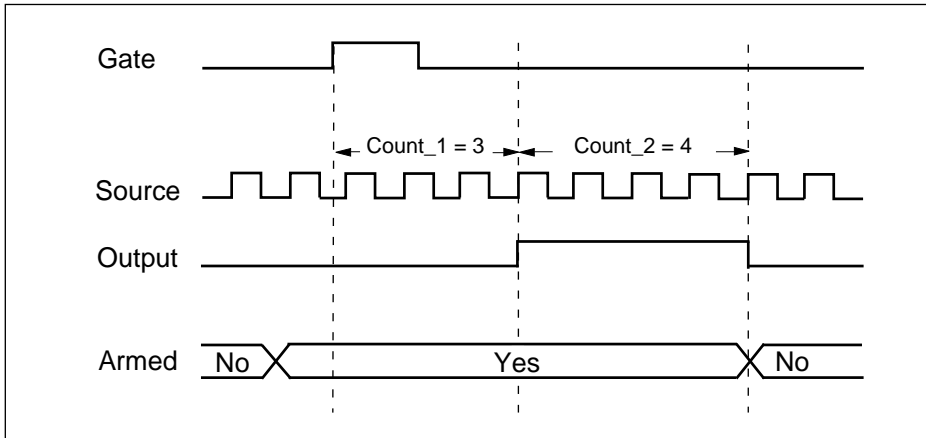 Gate
Count_1 = 3
Count_2 = 4
Source
Output
Armed
No
Yes
No